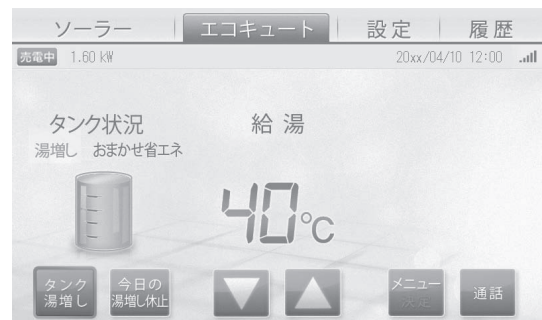 ソーラー エコキュート 設定 履歴
売電中 1.60 kW 20xx/04/10 12:00
タンク状況 給湯
湯増し おまかせ省エネ
40℃
タンク 今日の メニュー
湯増し 湯増し休止 ▼ ▲ 決定 通話